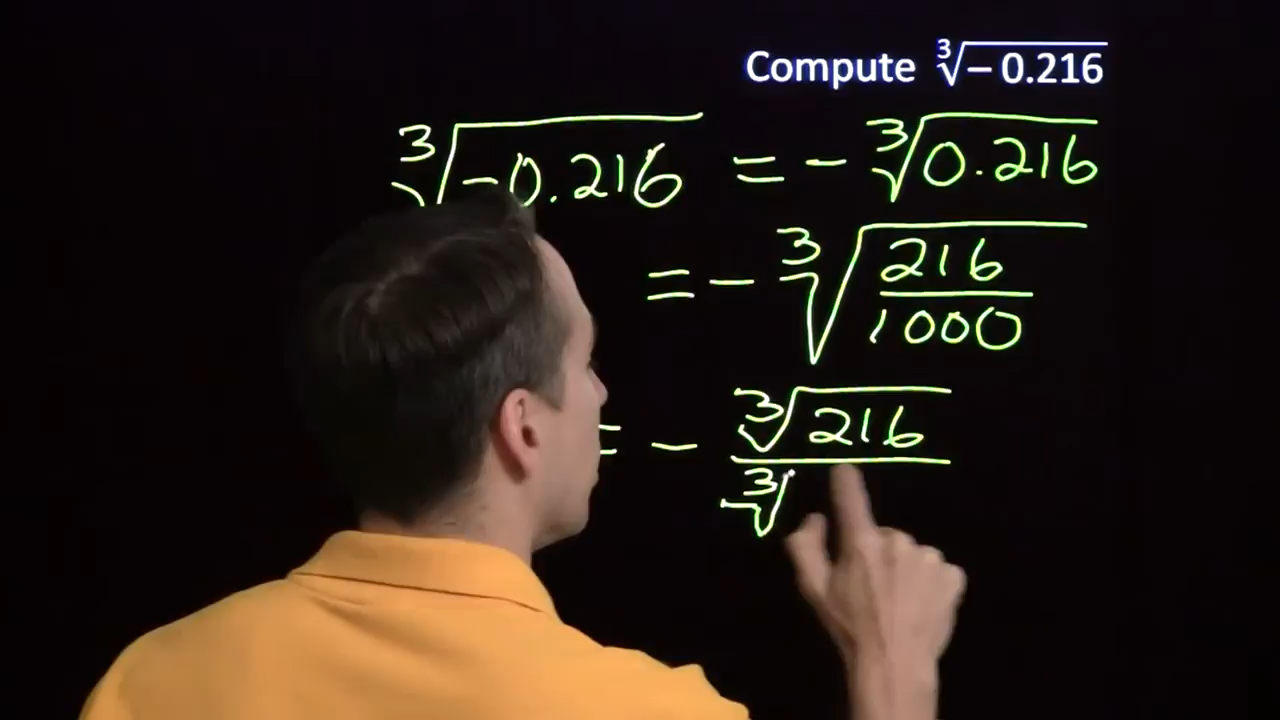 Compute ∛−0.216
∛−0.216 = − ∛0.216
= − ∛(216/1000)
= − ∛216
∛